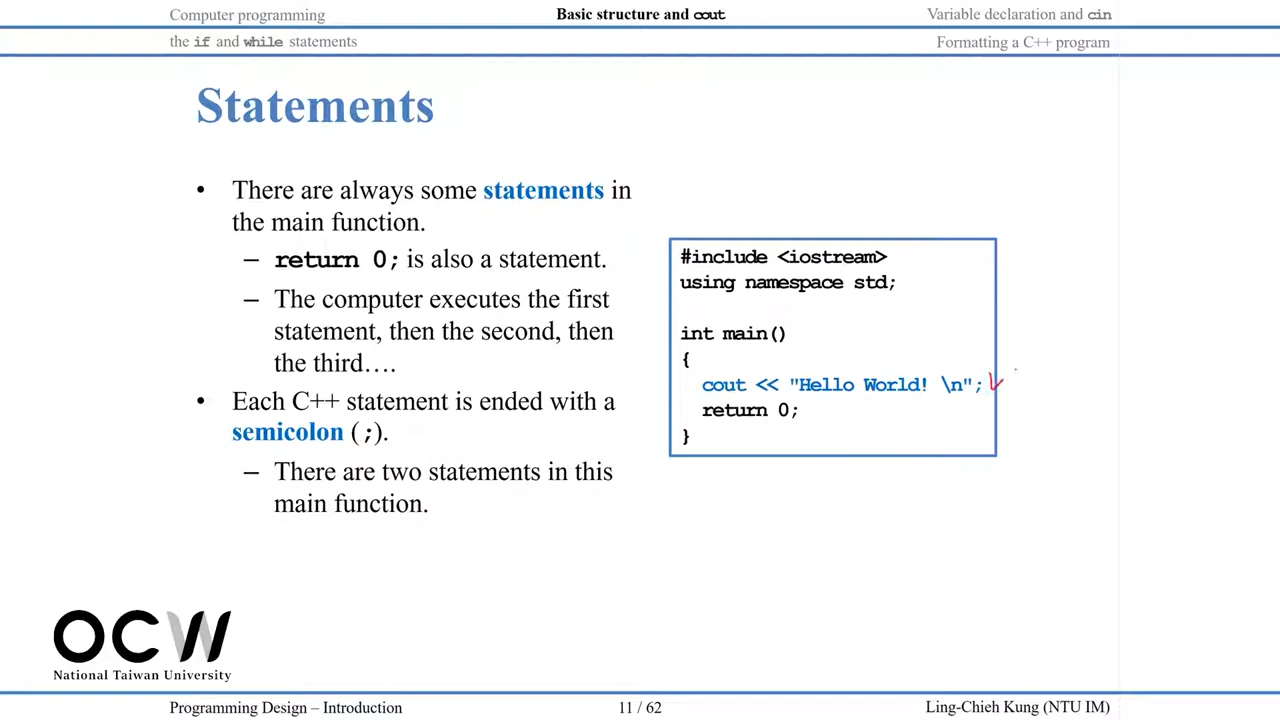 Computer programming
Basic structure and cout
Variable declaration and cin
the if and while statements
Formatting a C++ program
Statements
• There are always some statements in
the main function.
– return 0; is also a statement.
– The computer executes the first
statement, then the second, then
the third….
• Each C++ statement is ended with a
semicolon (;).
– There are two statements in this
main function.
#include <iostream>
using namespace std;
int main()
{
cout << "Hello World! \n";
return 0;
}
OCW
National Taiwan University
Programming Design – Introduction
11 / 62
Ling-Chieh Kung (NTU IM)